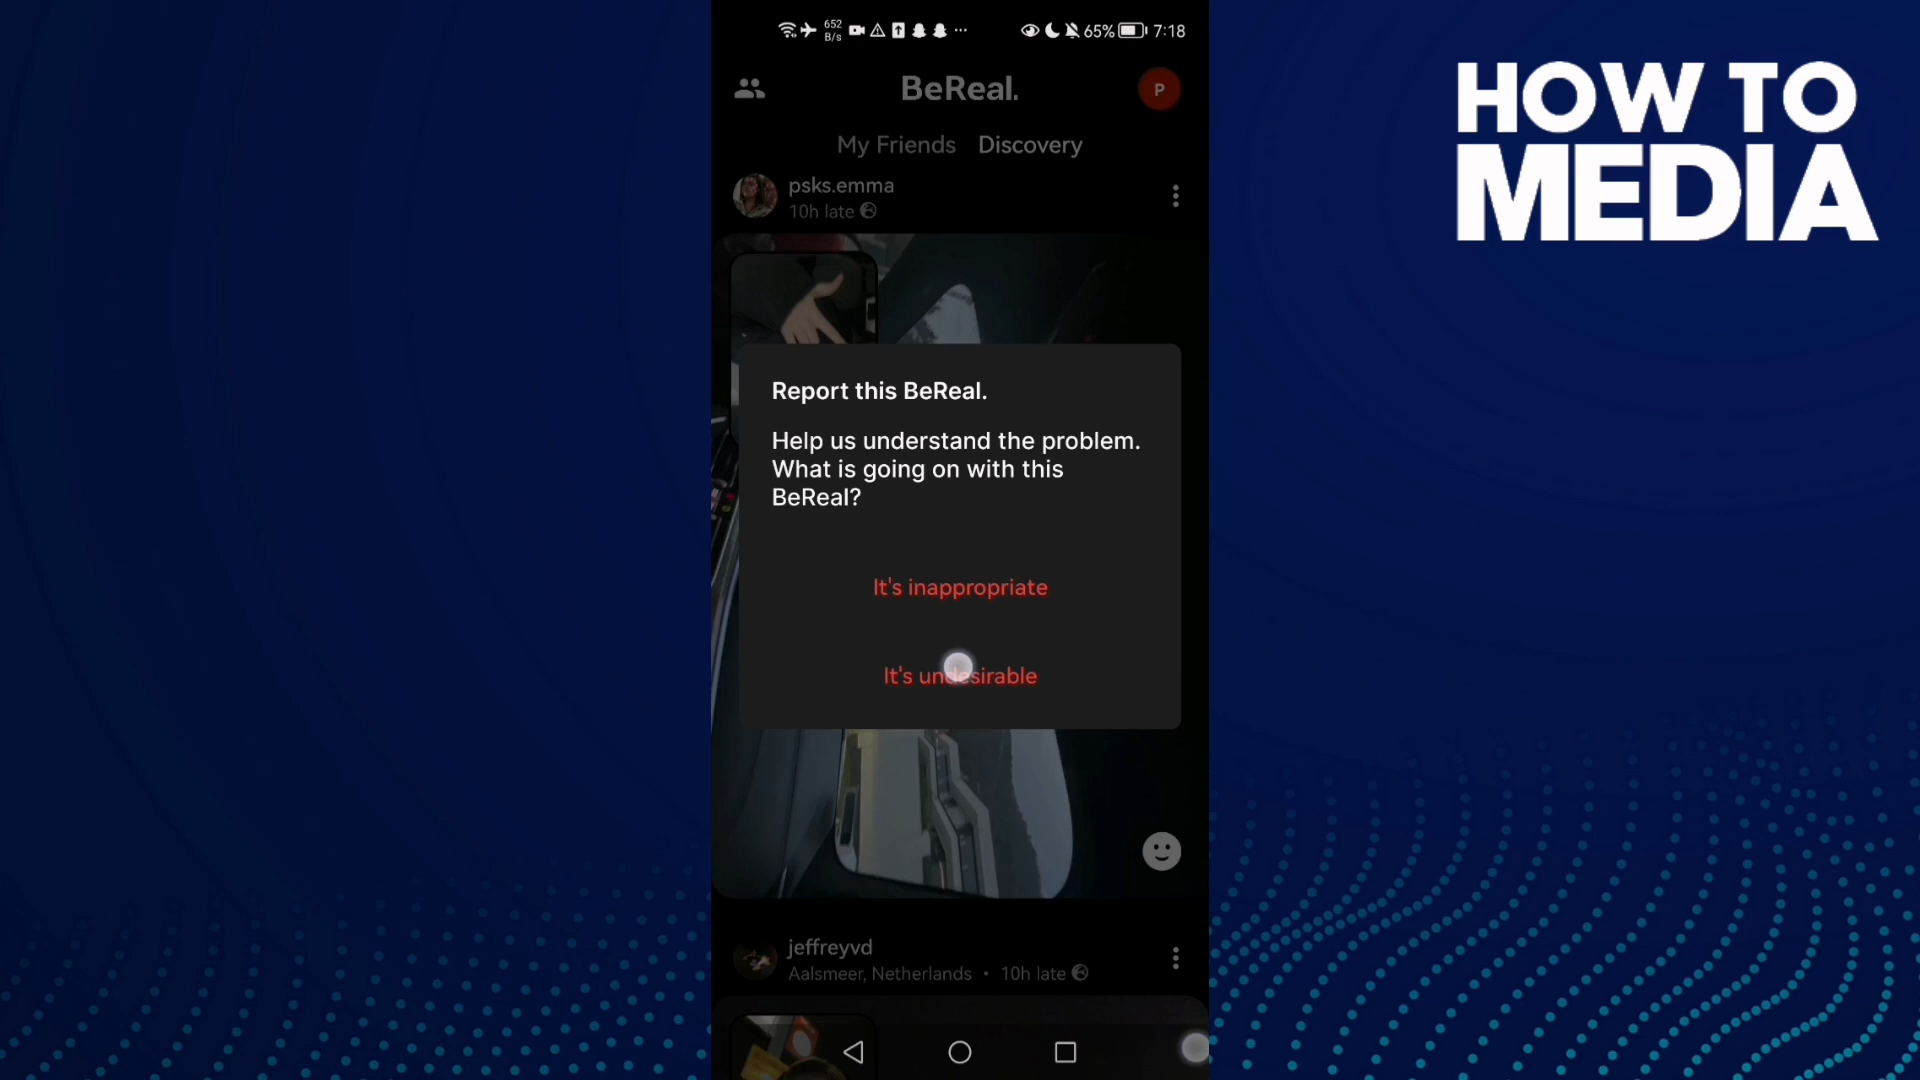 652
B/s
65%
7:18
HOW TO
MEDIA
BeReal.
P
My Friends Discovery
psks.emma
10h late
Report this BeReal.
Help us understand the problem.
What is going on with this
BeReal?
It's inappropriate
It's undesirable
jeffreyvd
Aalsmeer, Netherlands • 10h late